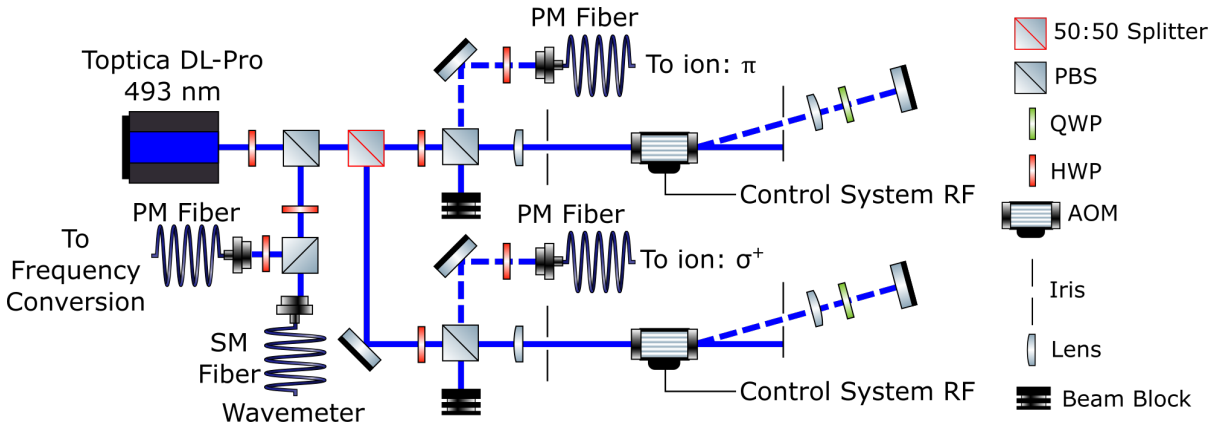 Toptica DL-Pro
493 nm
PM Fiber
To ion: π
Control System RF
PM Fiber
To
Frequency
Conversion
SM
Fiber
Wavemeter
PM Fiber
To ion: σ⁺
Control System RF
50:50 Splitter
PBS
QWP
HWP
AOM
Iris
Lens
Beam Block